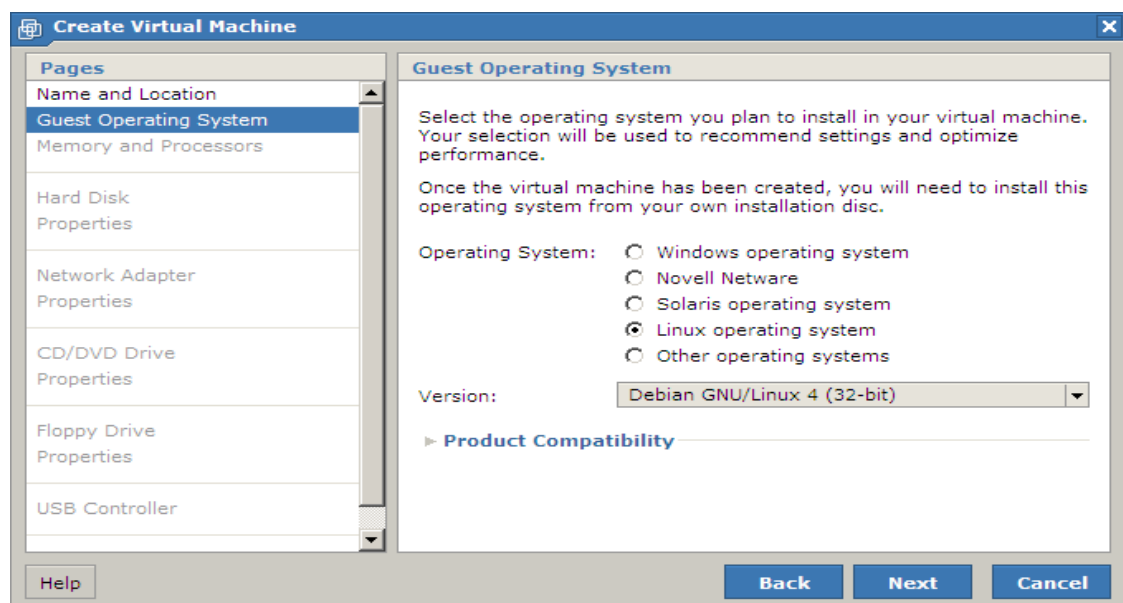 Create Virtual Machine
Pages
Name and Location
Guest Operating System
Memory and Processors
Hard Disk
Properties
Network Adapter
Properties
CD/DVD Drive
Properties
Floppy Drive
Properties
USB Controller
Guest Operating System
Select the operating system you plan to install in your virtual machine.
Your selection will be used to recommend settings and optimize
performance.
Once the virtual machine has been created, you will need to install this
operating system from your own installation disc.
Operating System:
Windows operating system
Novell Netware
Solaris operating system
Linux operating system
Other operating systems
Version:
Debian GNU/Linux 4 (32-bit)
Product Compatibility
Help
Back
Next
Cancel